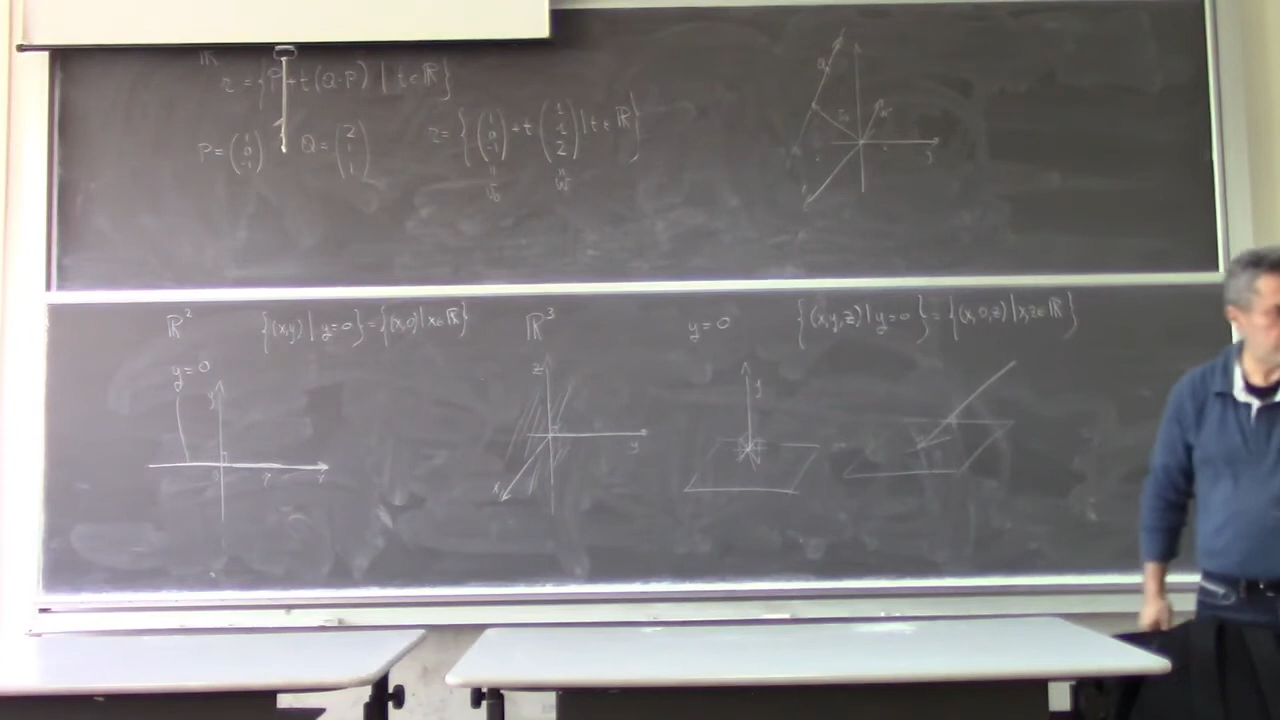 ℝ
r = {P + t(Q-P) | t ∈ ℝ}
P = (1 0 -1) Q = (2 1 1) r = {(1 0 -1) + t (1 1 2) | t ∈ ℝ}
" "
v₀ w
ℝ² {(x,y) | y=0} = {(x,0) | x ∈ ℝ} ℝ³ y=0 {(x,y,z) | y=0} = {(x,0,z) | x,z ∈ ℝ}
y=0
z
y
y
x